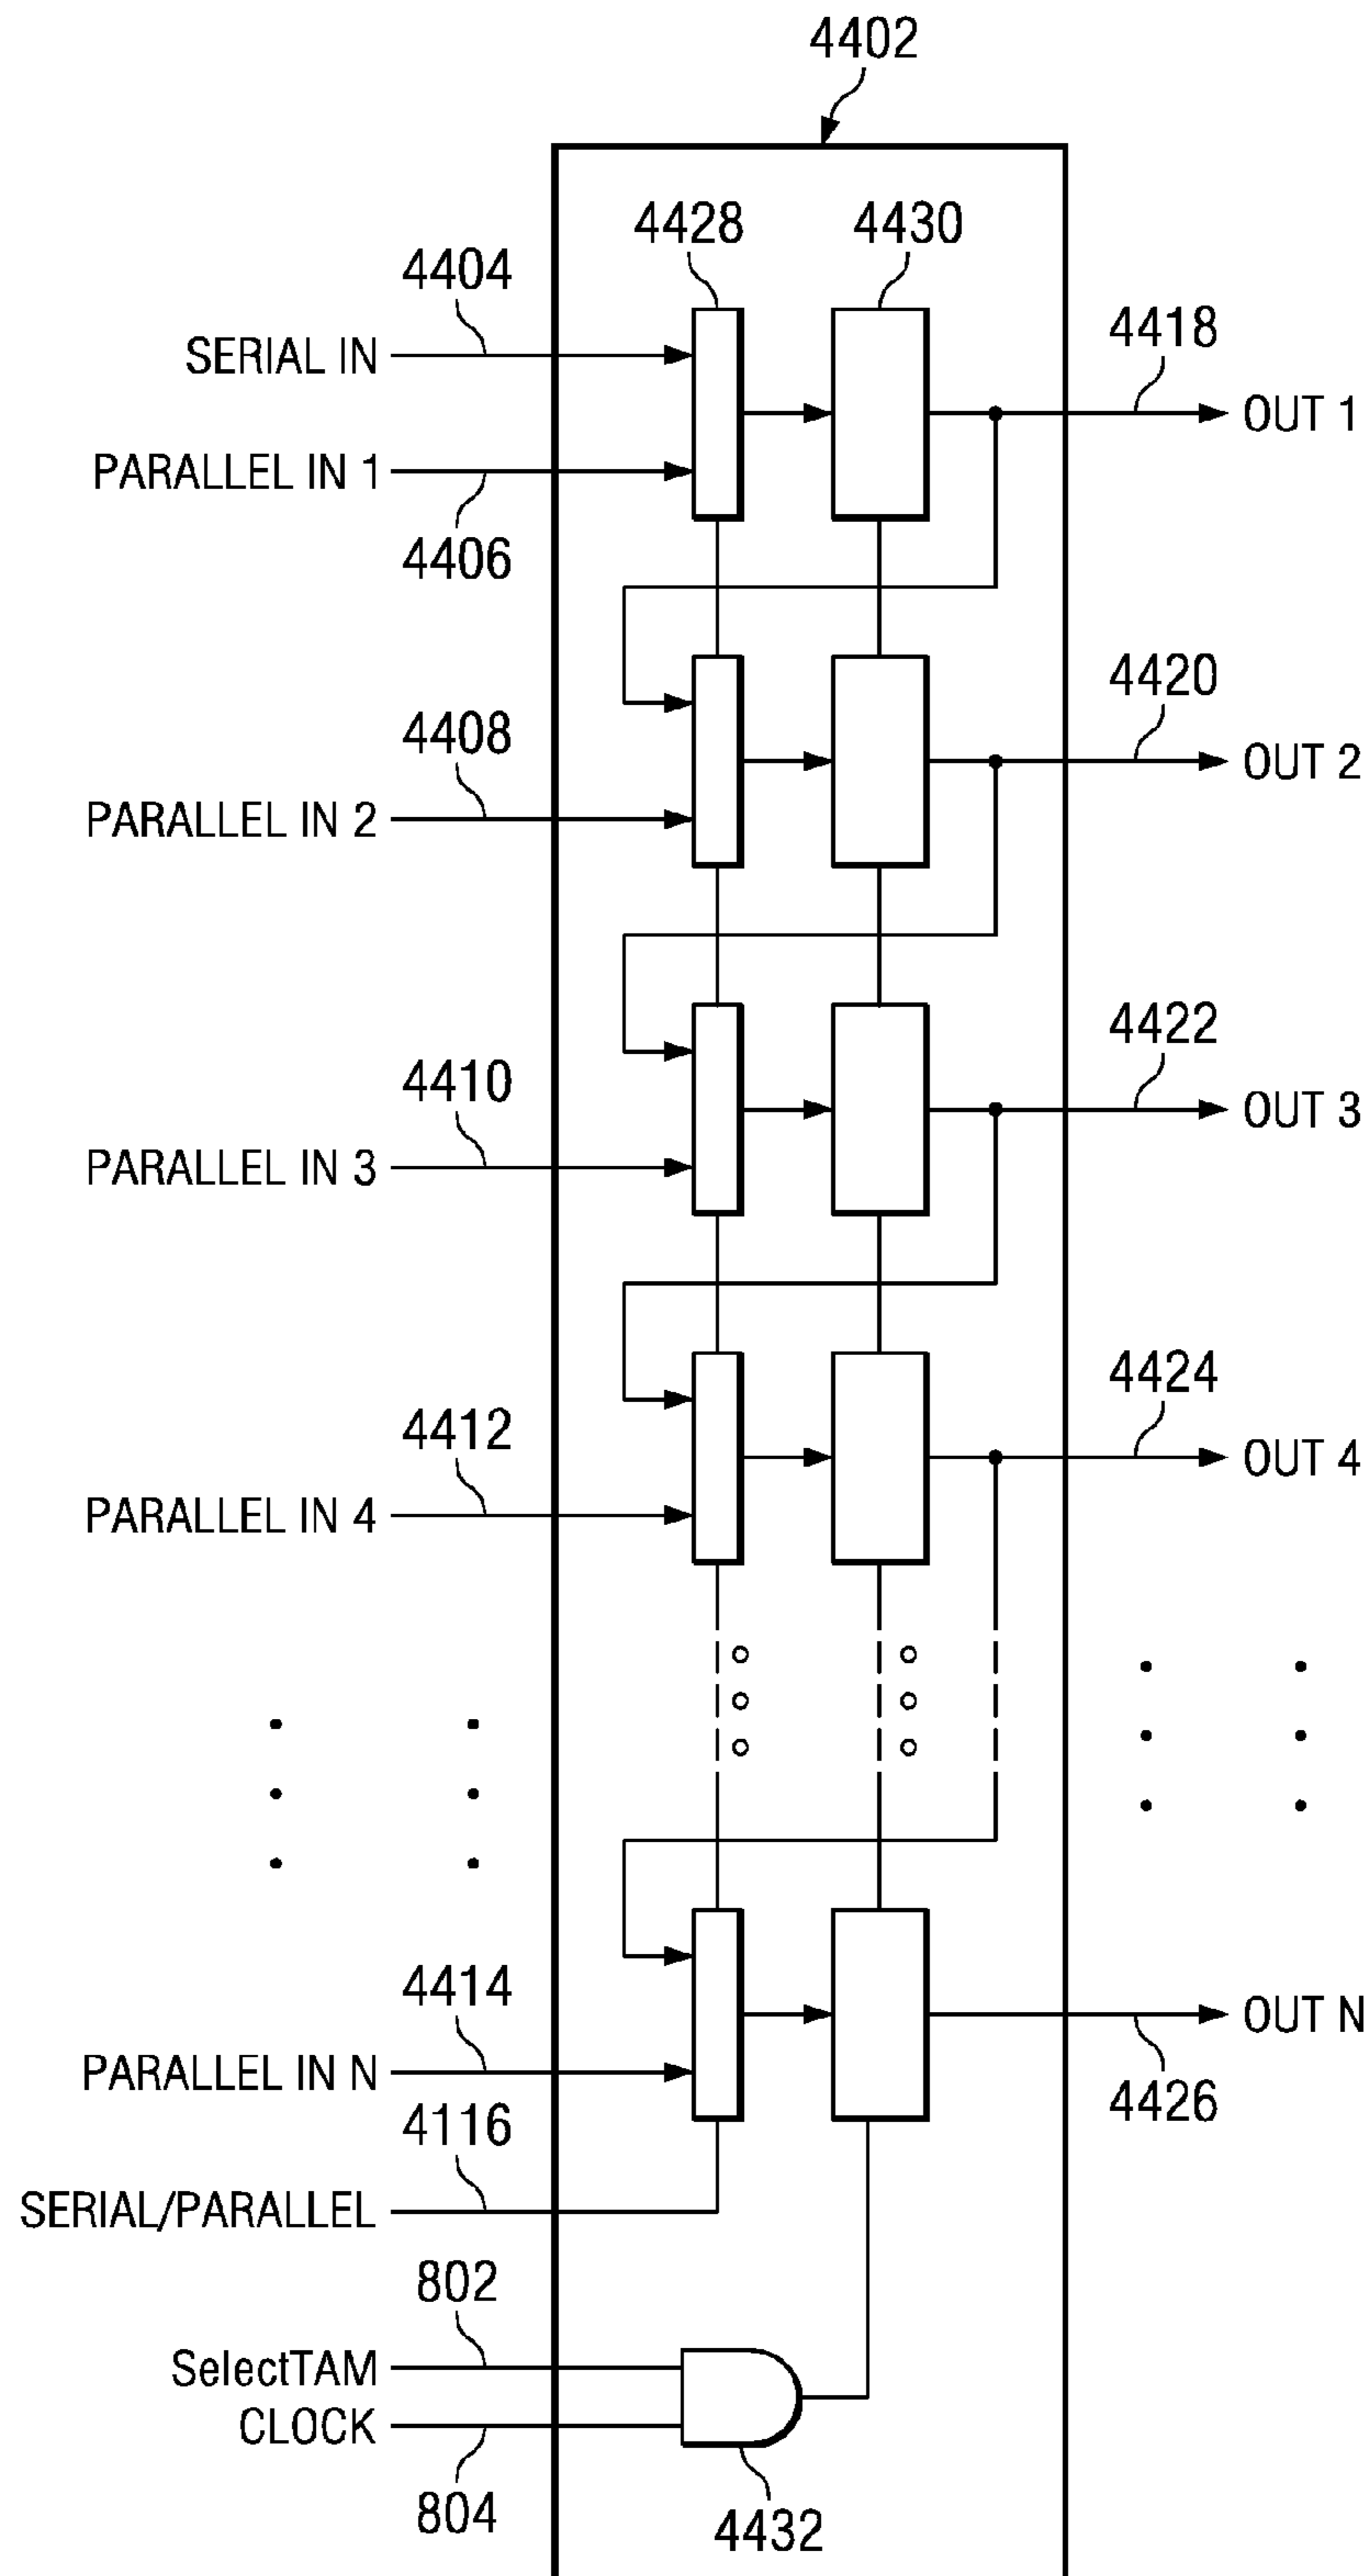 4402
4428
4430
4404
SERIAL IN
4418
OUT 1
PARALLEL IN 1
4406
4420
4408
OUT 2
PARALLEL IN 2
4422
4410
OUT 3
PARALLEL IN 3
4424
4412
OUT 4
PARALLEL IN 4
4414
OUT N
PARALLEL IN N
4426
4116
SERIAL/PARALLEL
802
SelectTAM
CLOCK
804
4432